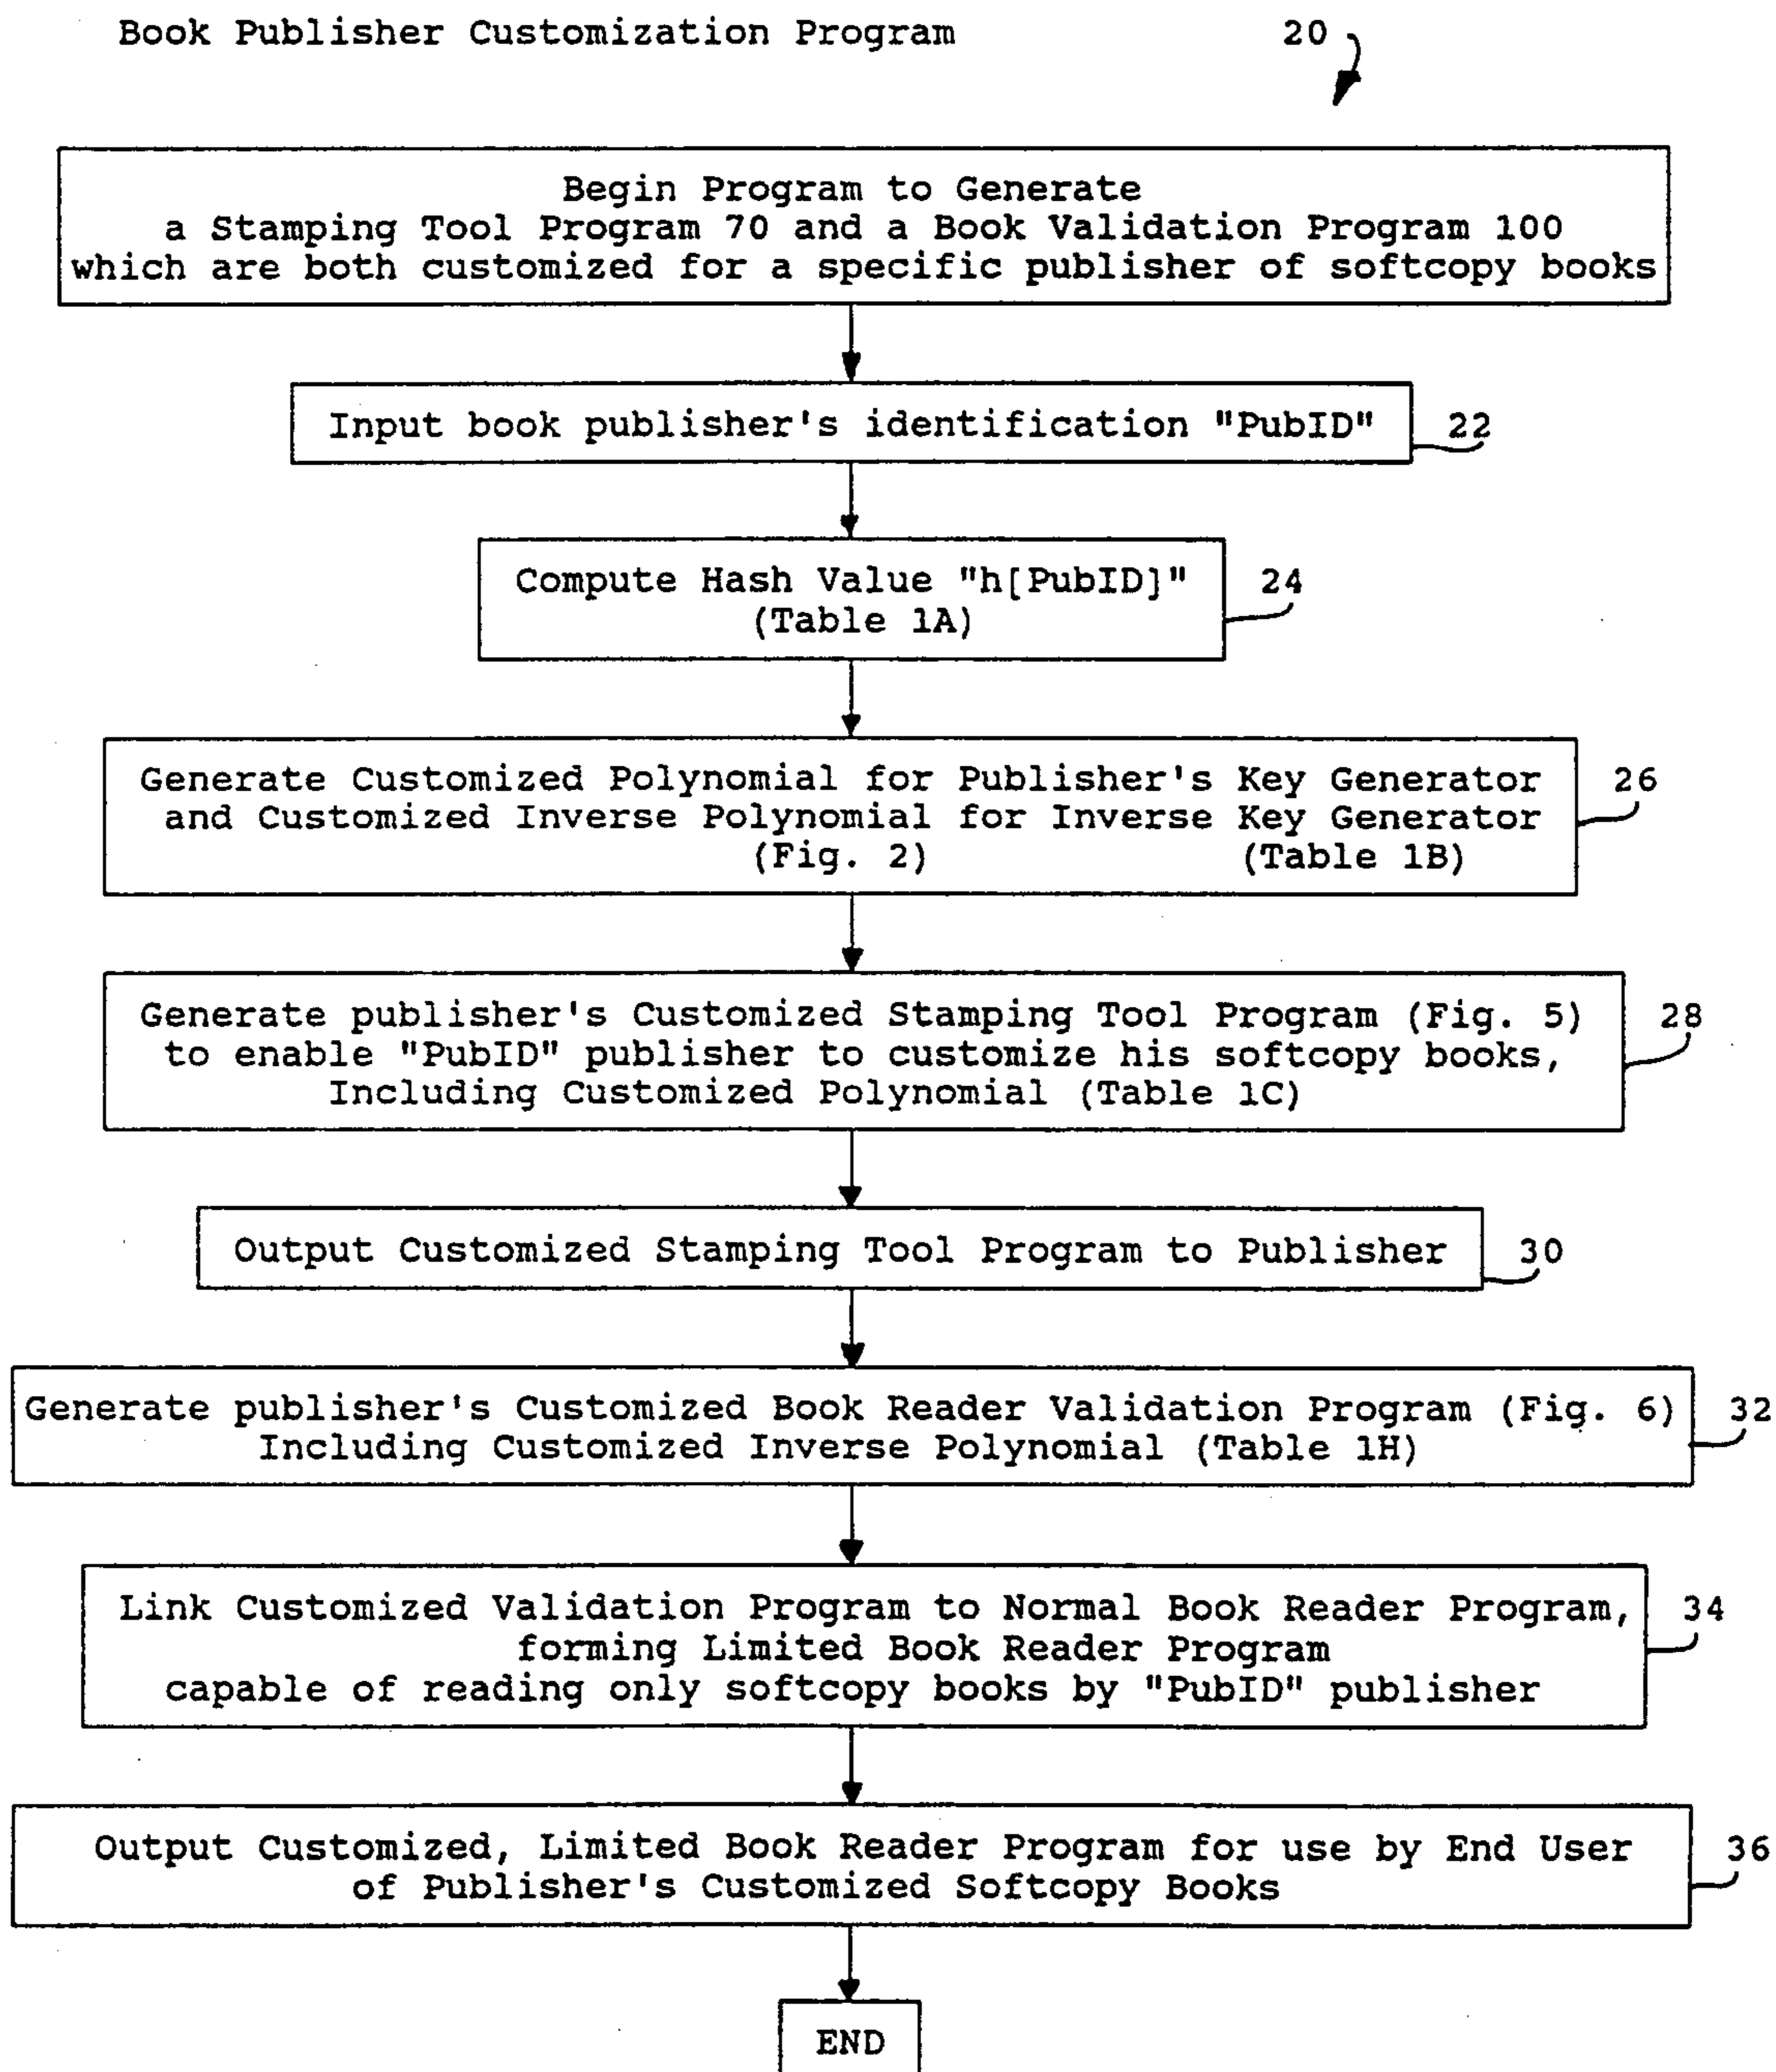 Book Publisher Customization Program 20
Begin Program to Generate
a Stamping Tool Program 70 and a Book Validation Program 100
which are both customized for a specific publisher of softcopy books
Input book publisher's identification "PubID" 22
Compute Hash Value "h[PubID]" 24
(Table 1A)
Generate Customized Polynomial for Publisher's Key Generator 26
and Customized Inverse Polynomial for Inverse Key Generator
(Fig. 2) (Table 1B)
Generate publisher's Customized Stamping Tool Program (Fig. 5) 28
to enable "PubID" publisher to customize his softcopy books,
Including Customized Polynomial (Table 1C)
Output Customized Stamping Tool Program to Publisher 30
Generate publisher's Customized Book Reader Validation Program (Fig. 6) 32
Including Customized Inverse Polynomial (Table 1H)
Link Customized Validation Program to Normal Book Reader Program, 34
forming Limited Book Reader Program
capable of reading only softcopy books by "PubID" publisher
Output Customized, Limited Book Reader Program for use by End User 36
of Publisher's Customized Softcopy Books
END